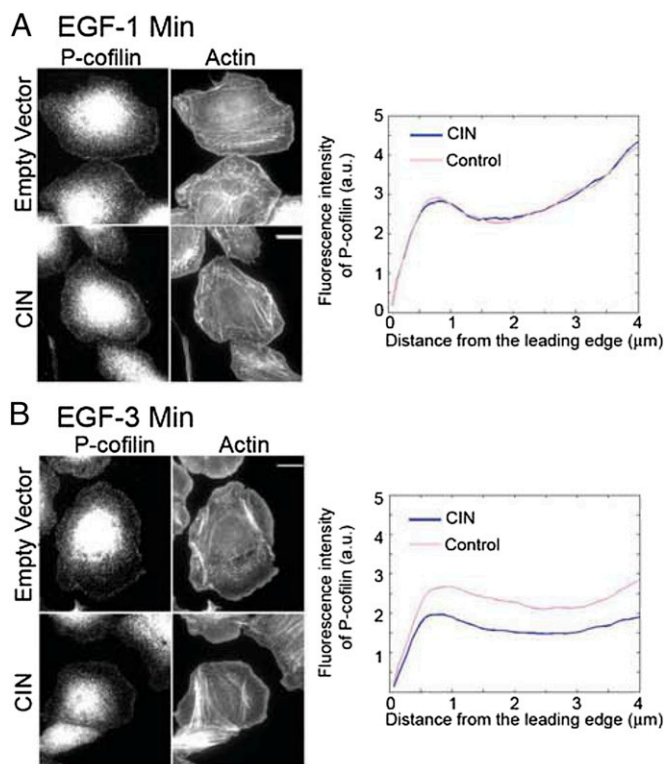 A EGF-1 Min
P-cofilin Actin
Empty Vector
CIN
Fluorescence intensity
of P-cofilin (a.u.)
5
4
3
2
1
0
CIN
Control
0 1 2 3 4
Distance from the leading edge (µm)
B EGF-3 Min
P-cofilin Actin
Empty Vector
CIN
Fluorescence intensity
of P-cofilin (a.u.)
5
4
3
2
1
CIN
Control
0 1 2 3 4
Distance from the leading edge (µm)